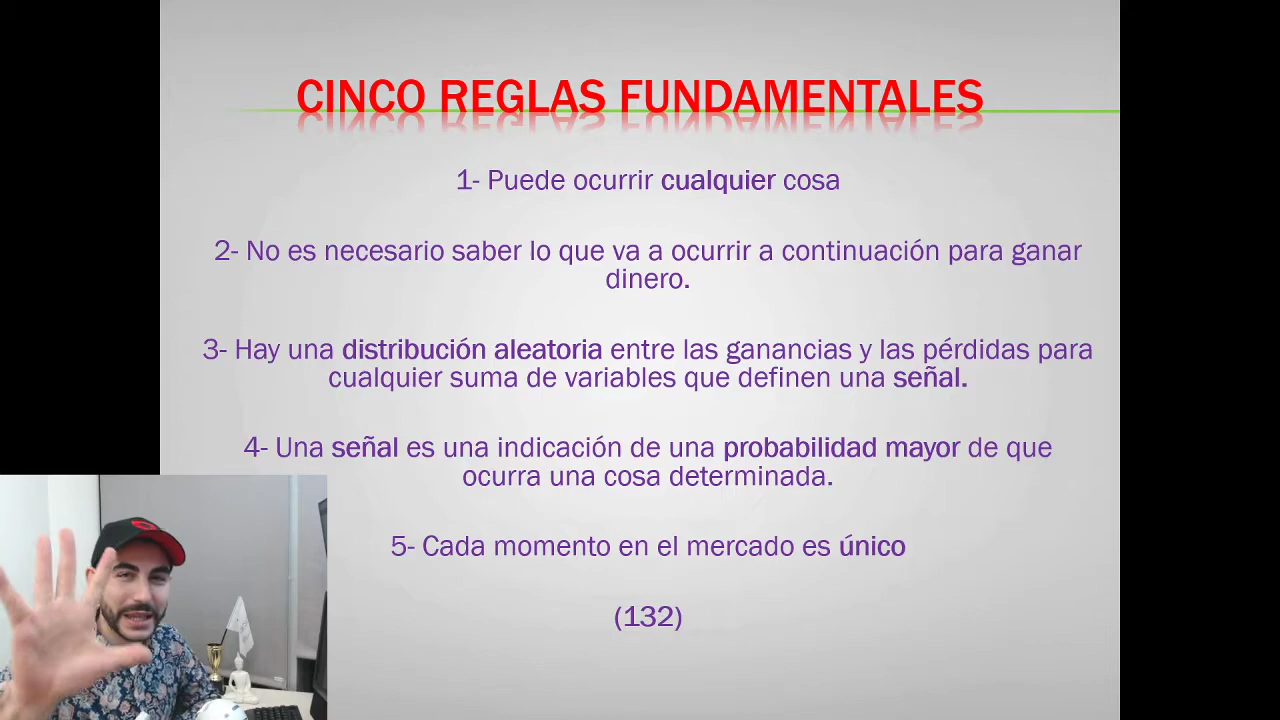 CINCO REGLAS FUNDAMENTALES
1- Puede ocurrir cualquier cosa
2- No es necesario saber lo que va a ocurrir a continuación para ganar
dinero.
3- Hay una distribución aleatoria entre las ganancias y las pérdidas para
cualquier suma de variables que definen una señal.
4- Una señal es una indicación de una probabilidad mayor de que
ocurra una cosa determinada.
5- Cada momento en el mercado es único
(132)